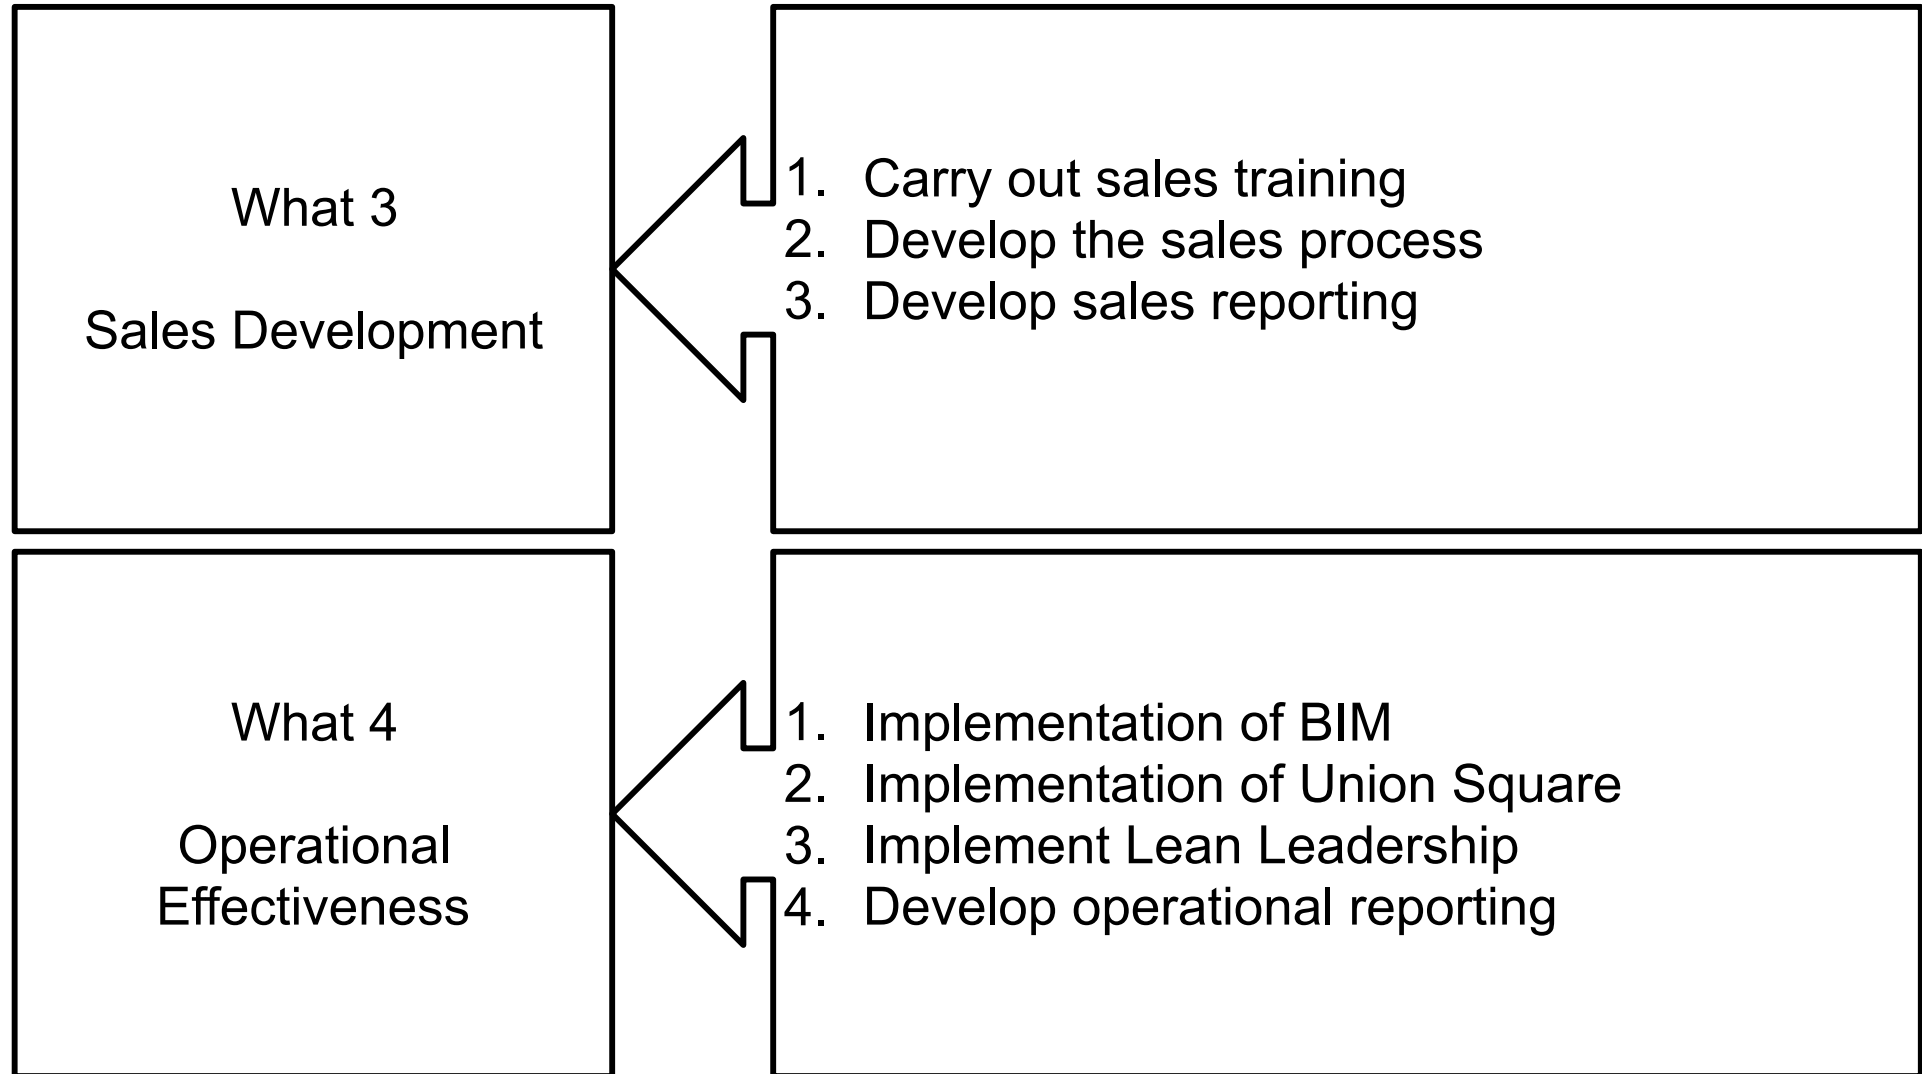 What 3
Sales Development
1. Carry out sales training
2. Develop the sales process
3. Develop sales reporting
What 4
Operational
Effectiveness
1. Implementation of BIM
2. Implementation of Union Square
3. Implement Lean Leadership
4. Develop operational reporting